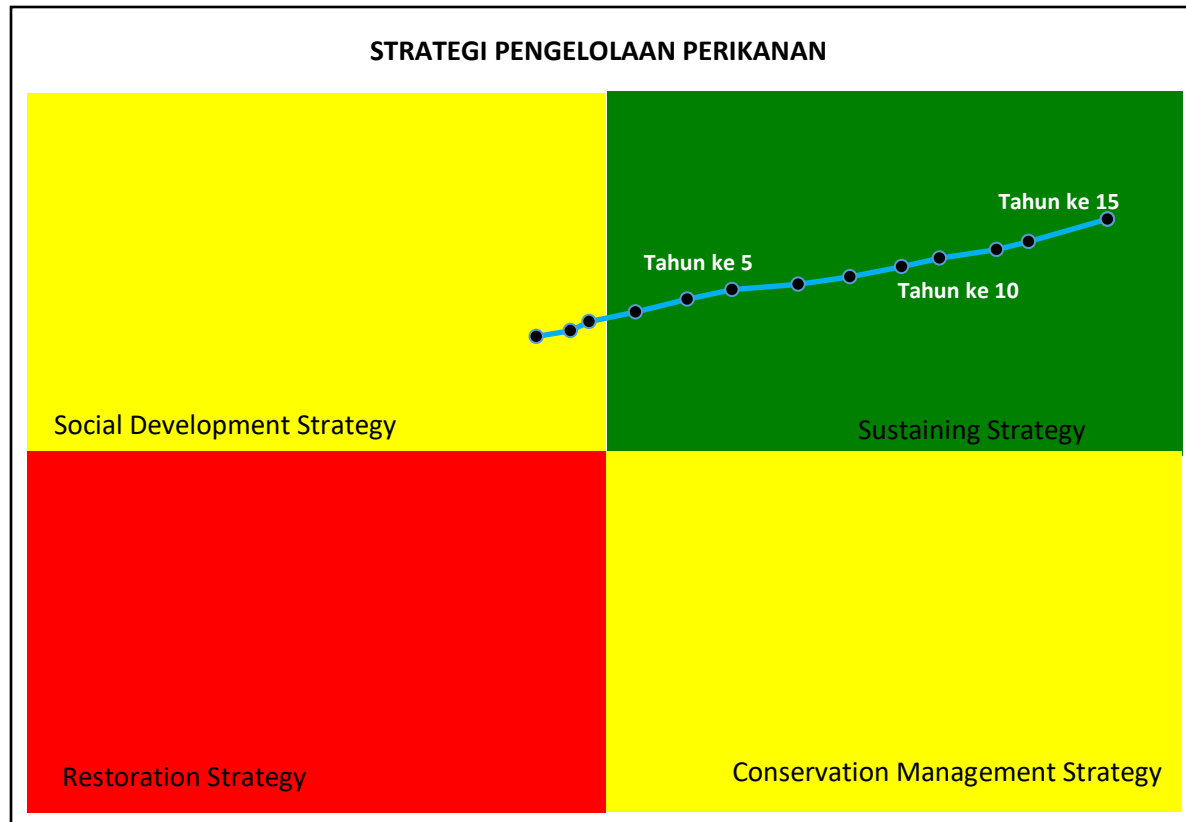 STRATEGI PENGELOLAAN PERIKANAN
Tahun ke 15
Tahun ke 5
Tahun ke 10
Social Development Strategy
Sustaining Strategy
Restoration Strategy
Conservation Management Strategy